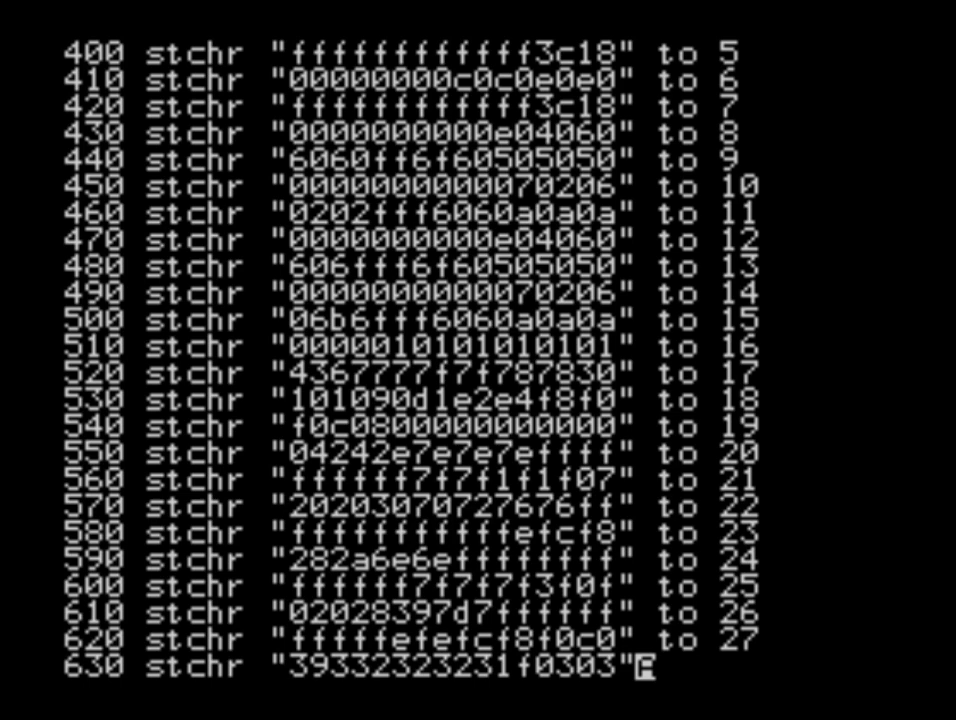 400 stchr "ffffffffffff3c18" to 5
410 stchr "00000000c0c0e0e0" to 6
420 stchr "ffffffffffff3c18" to 7
430 stchr "0000000000e04060" to 8
440 stchr "6060ff6f60505050" to 9
450 stchr "0000000000070206" to 10
460 stchr "0202fff6060a0a0a" to 11
470 stchr "0000000000e04060" to 12
480 stchr "606fff6f60505050" to 13
490 stchr "0000000000070206" to 14
500 stchr "06b6fff6060a0a0a" to 15
510 stchr "0000010101010101" to 16
520 stchr "4367777f7f787830" to 17
530 stchr "101090d1e2e4f8f0" to 18
540 stchr "f0c0800000000000" to 19
550 stchr "04242e7e7e7effff" to 20
560 stchr "ffffff7f7f1f1f07" to 21
570 stchr "20203070727676ff" to 22
580 stchr "fffffffffffefcf8" to 23
590 stchr "282a6e6effffffff" to 24
600 stchr "ffffff7f7f7f3f0f" to 25
610 stchr "02028397d7ffffff" to 26
620 stchr "fffffefefcf8f0c0" to 27
630 stchr "39332323231f0303"